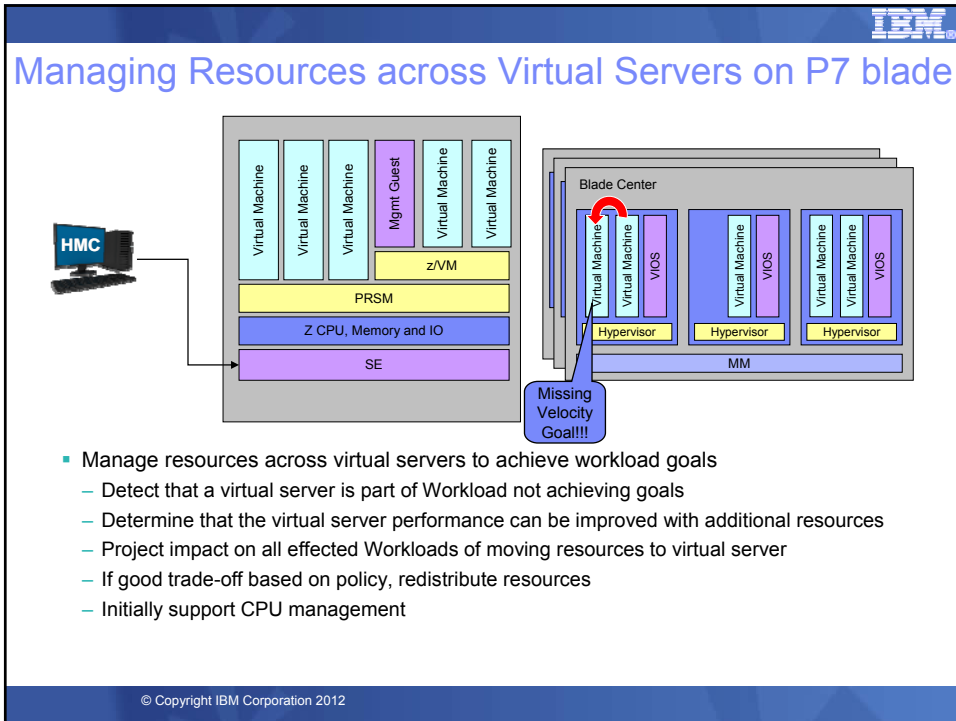 IBM®
Managing Resources across Virtual Servers on P7 blade
HMC
Virtual Machine
Virtual Machine
Virtual Machine
Mgmt Guest
Virtual Machine
Virtual Machine
z/VM
PRSM
Z CPU, Memory and IO
SE
Blade Center
Virtual Machine
Virtual Machine
VIOS
Hypervisor
Virtual Machine
VIOS
Hypervisor
Virtual Machine
Virtual Machine
VIOS
Hypervisor
MM
Missing
Velocity
Goal!!!
▪ Manage resources across virtual servers to achieve workload goals
– Detect that a virtual server is part of Workload not achieving goals
– Determine that the virtual server performance can be improved with additional resources
– Project impact on all effected Workloads of moving resources to virtual server
– If good trade-off based on policy, redistribute resources
– Initially support CPU management
© Copyright IBM Corporation 2012